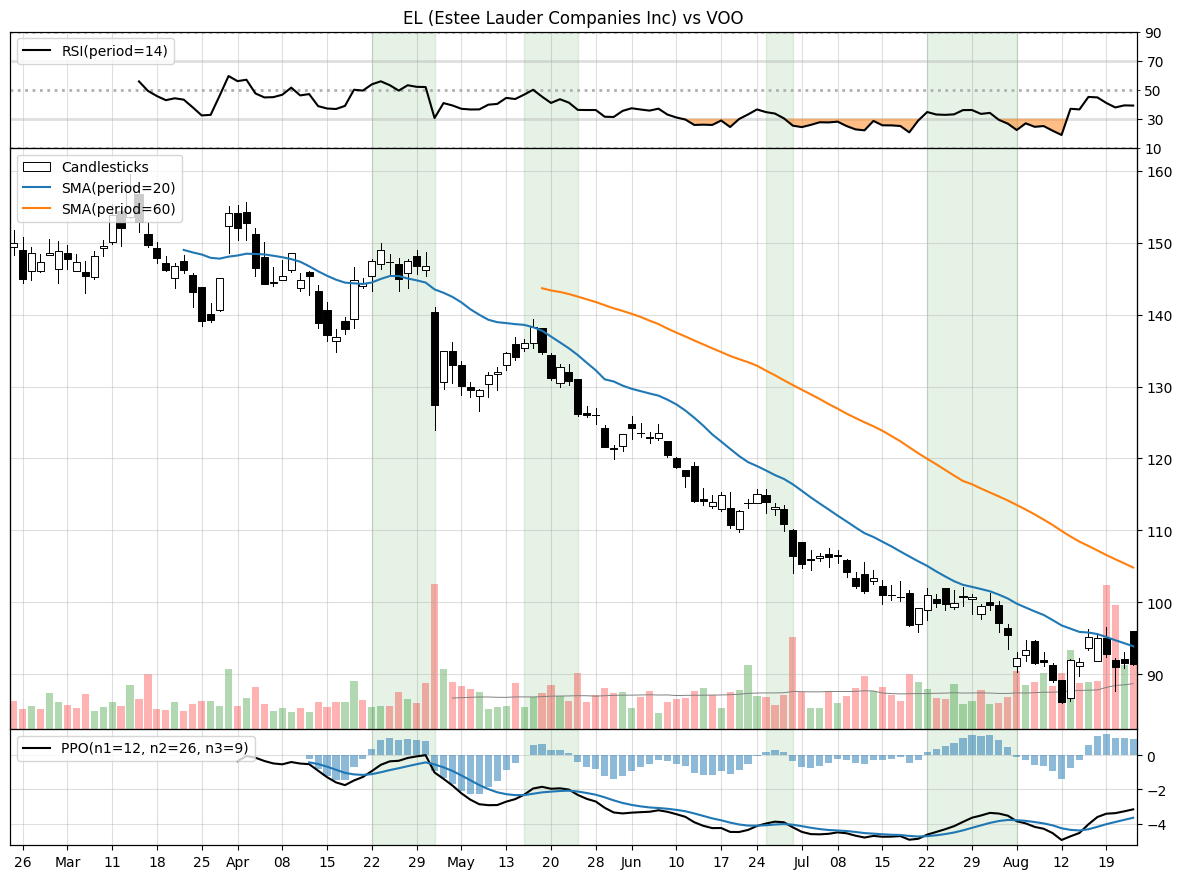 EL (Estee Lauder Companies Inc) vs VOO
RSI(period=14)
90
70
50
30
10
Candlesticks
SMA(period=20)
SMA(period=60)
160
150
140
130
120
110
100
90
PPO(n1=12, n2=26, n3=9)
0
−2
−4
26 Mar 11 18 25 Apr 08 15 22 29 May 13 20 28 Jun 10 17 24 Jul 08 15 22 29 Aug 12 19